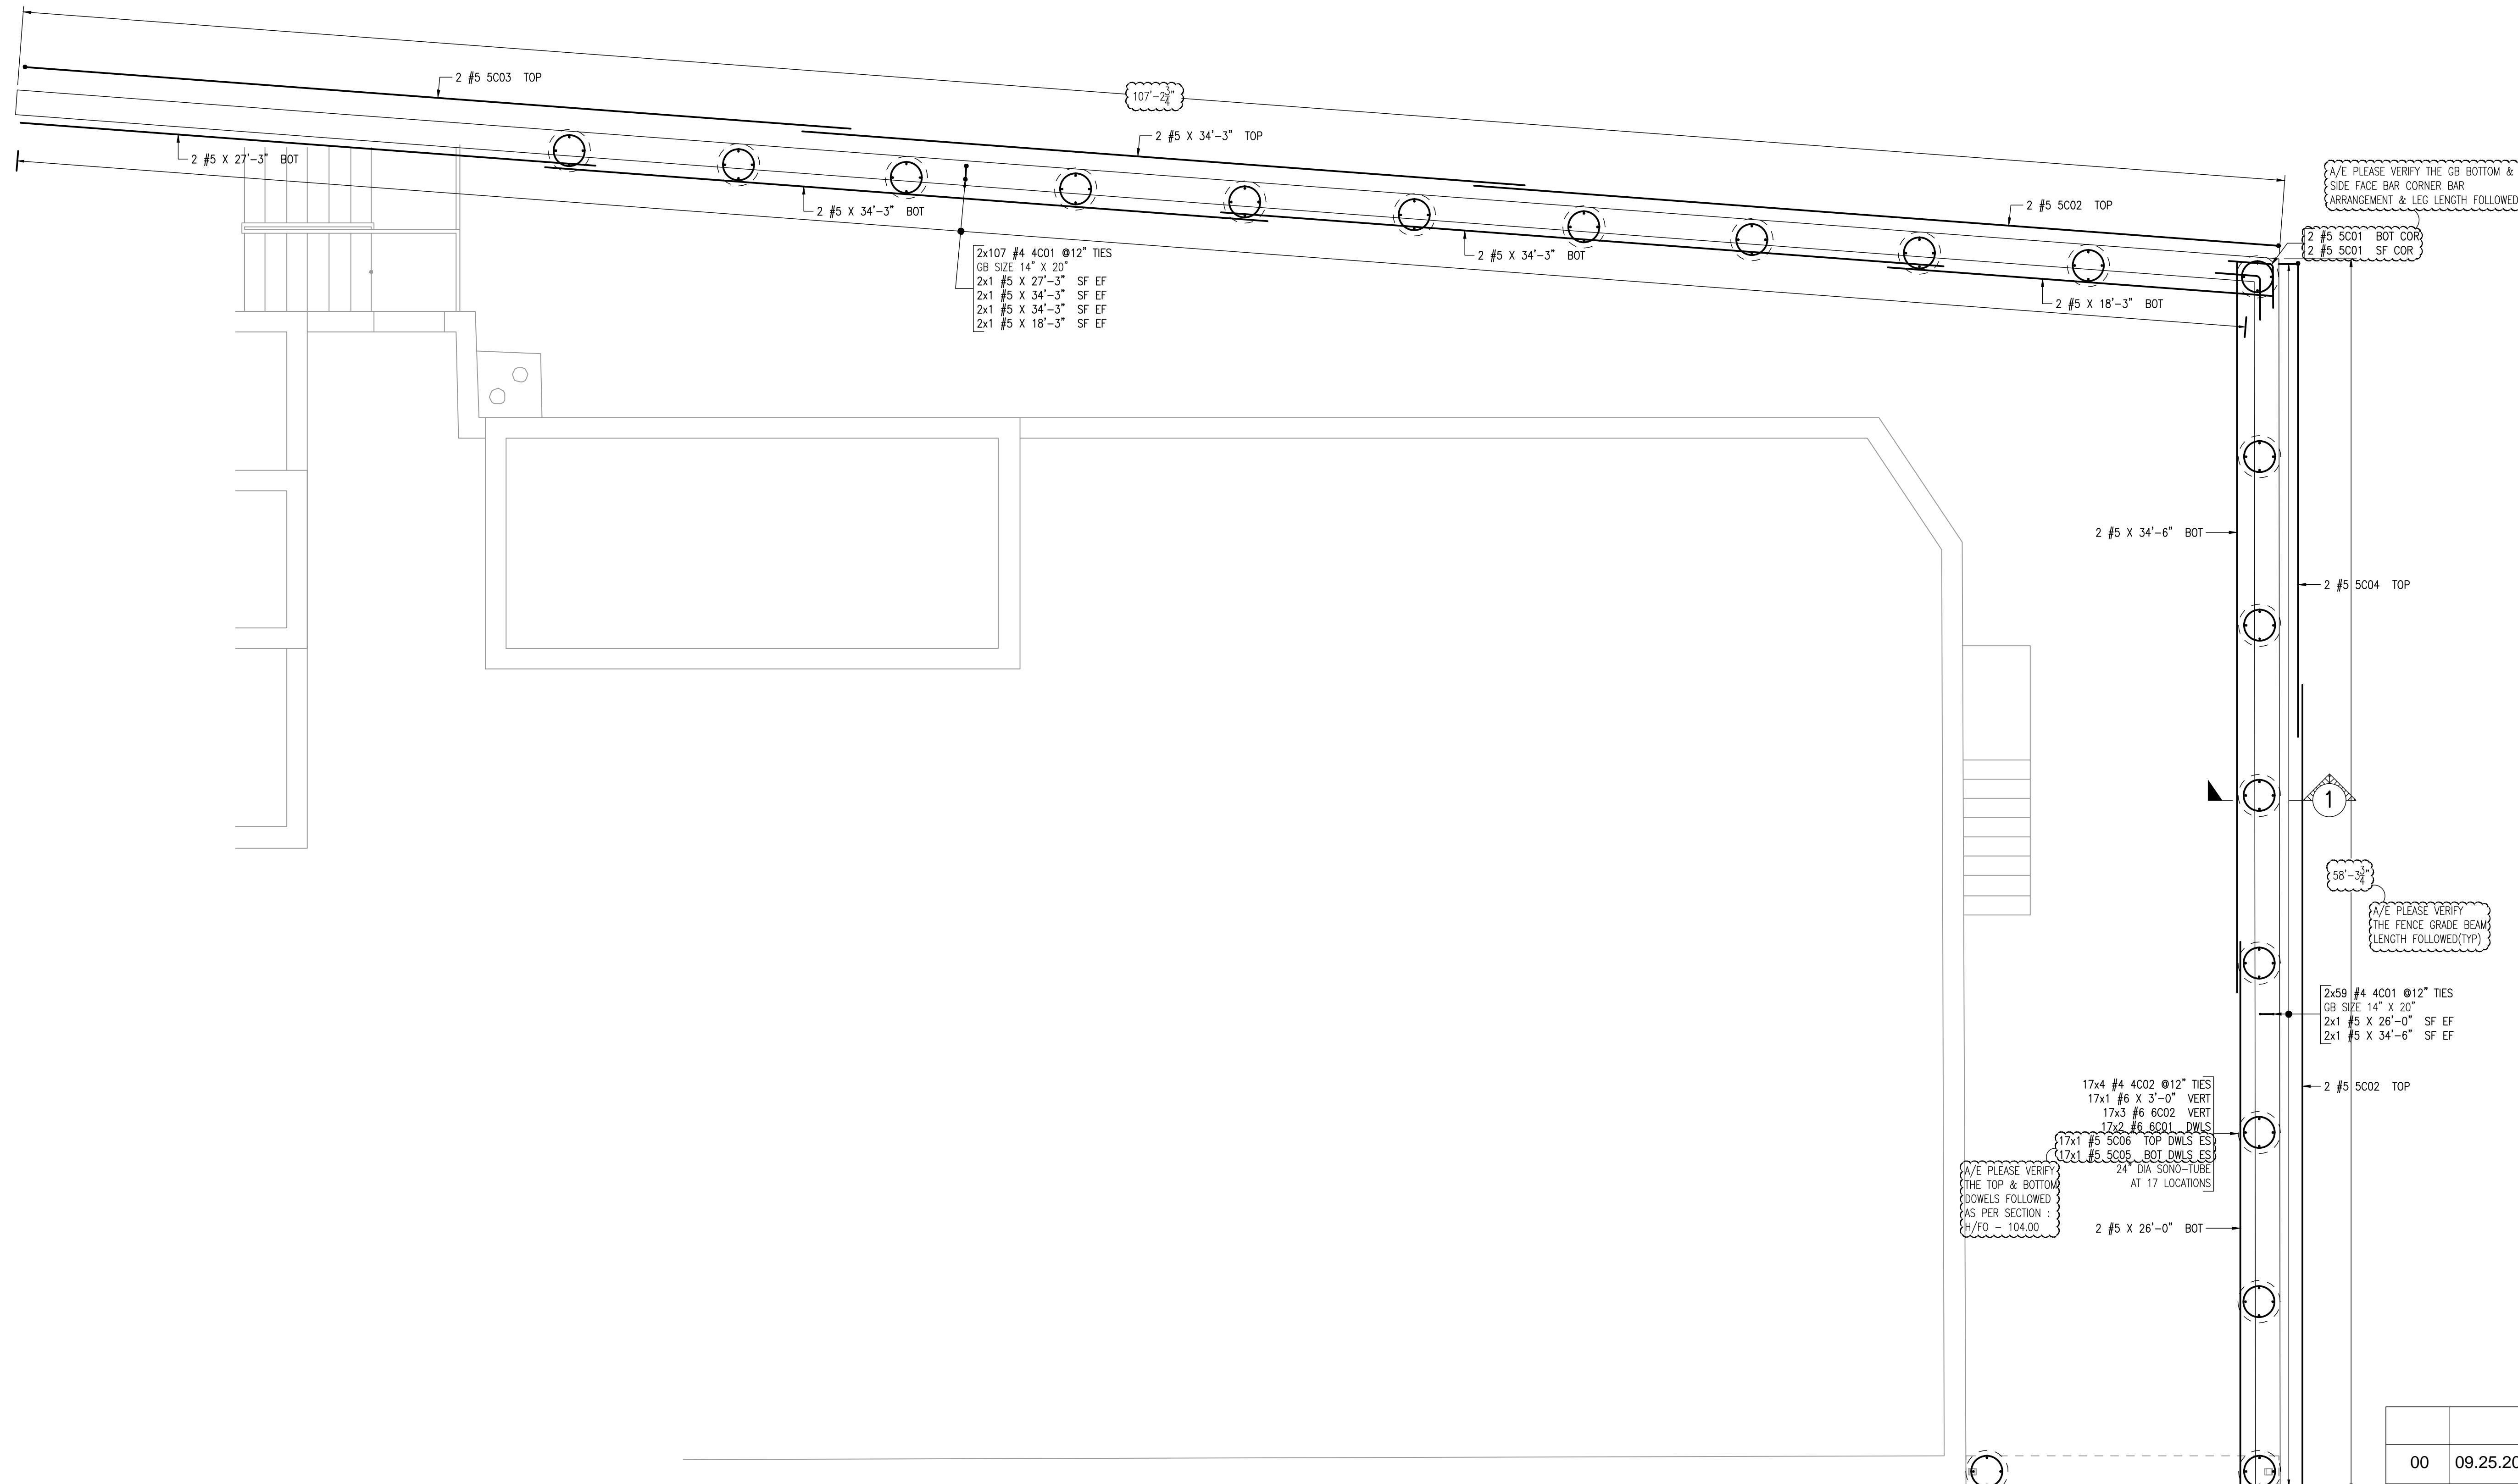 2 #5 5C03 TOP
107'-2 3/4"
2 #5 X 34'-3" TOP
2 #5 X 27'-3" BOT
2 #5 X 34'-3" BOT
2 #5 5C02 TOP
A/E PLEASE VERIFY THE GB BOTTOM &
SIDE FACE BAR CORNER BAR
ARRANGEMENT & LEG LENGTH FOLLOWED
2 #5 5C01 BOT COR
2 #5 5C01 SF COR
2x107 #4 4C01 @12" TIES
GB SIZE 14" X 20"
2x1 #5 X 27'-3" SF EF
2x1 #5 X 34'-3" SF EF
2x1 #5 X 34'-3" SF EF
2x1 #5 X 18'-3" SF EF
2 #5 X 34'-3" BOT
2 #5 X 18'-3" BOT
2 #5 X 34'-6" BOT
2 #5 5C04 TOP
1
58'-3 3/4"
A/E PLEASE VERIFY
THE FENCE GRADE BEAM
LENGTH FOLLOWED(TYP)
2x59 #4 4C01 @12" TIES
GB SIZE 14" X 20"
2x1 #5 X 26'-0" SF EF
2x1 #5 X 34'-6" SF EF
17x4 #4 4C02 @12" TIES
17x1 #6 X 3'-0" VERT
17x3 #6 6C02 VERT
17x2 #6 6C01 DWLS
17x1 #5 5C06 TOP DWLS ES
17x1 #5 5C05 BOT DWLS ES
24" DIA SONO-TUBE
AT 17 LOCATIONS
2 #5 5C02 TOP
A/E PLEASE VERIFY
THE TOP & BOTTOM
DOWELS FOLLOWED
AS PER SECTION :
H/FO - 104.00
2 #5 X 26'-0" BOT
00 09.25.20